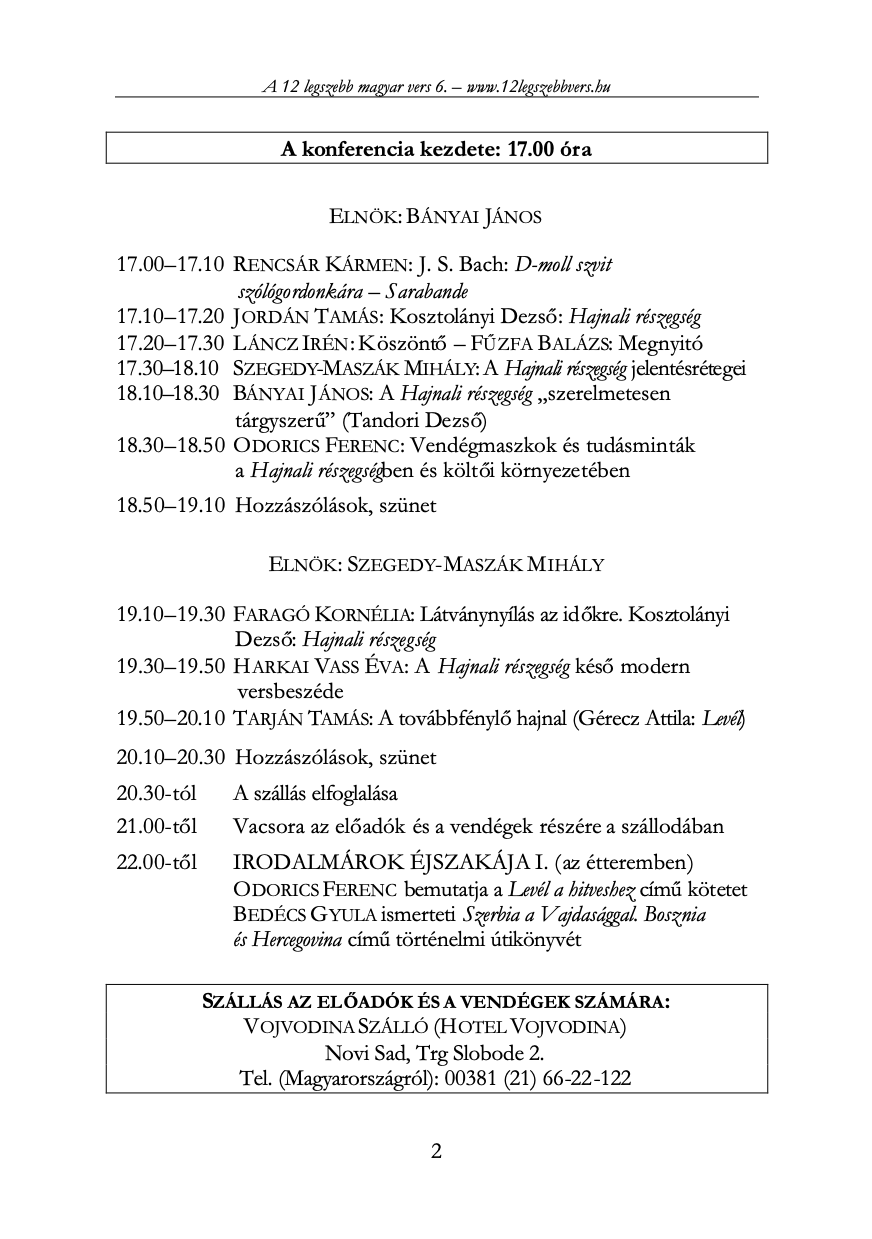 A 12 legszebb magyar vers 6. – www.12legszebbvers.hu
A konferencia kezdete: 17.00 óra
ELNÖK: BÁNYAI JÁNOS
17.00–17.10 RENCSÁR KÁRMEN: J. S. Bach: D-moll szvit
szólógordonkára – Sarabande
17.10–17.20 JORDÁN TAMÁS: Kosztolányi Dezső: Hajnali részegség
17.20–17.30 LÁNCZ IRÉN: Köszöntő – FŰZFA BALÁZS: Megnyitó
17.30–18.10 SZEGEDY-MASZÁK MIHÁLY: A Hajnali részegség jelentésrétegei
18.10–18.30 BÁNYAI JÁNOS: A Hajnali részegség „szerelmetesen
tárgyszerű” (Tandori Dezső)
18.30–18.50 ODORICS FERENC: Vendégmaszkok és tudásminták
a Hajnali részegségben és költői környezetében
18.50–19.10 Hozzászólások, szünet
ELNÖK: SZEGEDY-MASZÁK MIHÁLY
19.10–19.30 FARAGÓ KORNÉLIA: Látványnyílás az időkre. Kosztolányi
Dezső: Hajnali részegség
19.30–19.50 HARKAI VASS ÉVA: A Hajnali részegség késő modern
versbeszéde
19.50–20.10 TARJÁN TAMÁS: A továbbfénylő hajnal (Gérecz Attila: Levél)
20.10–20.30 Hozzászólások, szünet
20.30-tól A szállás elfoglalása
21.00-től Vacsora az előadók és a vendégek részére a szállodában
22.00-től IRODALMÁROK ÉJSZAKÁJA I. (az étteremben)
ODORICS FERENC bemutatja a Levél a hitveshez című kötetet
BEDÉCS GYULA ismerteti Szerbia a Vajdasággal. Bosznia
és Hercegovina című történelmi útikönyvét
SZÁLLÁS AZ ELŐADÓK ÉS A VENDÉGEK SZÁMÁRA:
VOJVODINA SZÁLLÓ (HOTEL VOJVODINA)
Novi Sad, Trg Slobode 2.
Tel. (Magyarországról): 00381 (21) 66-22-122
2